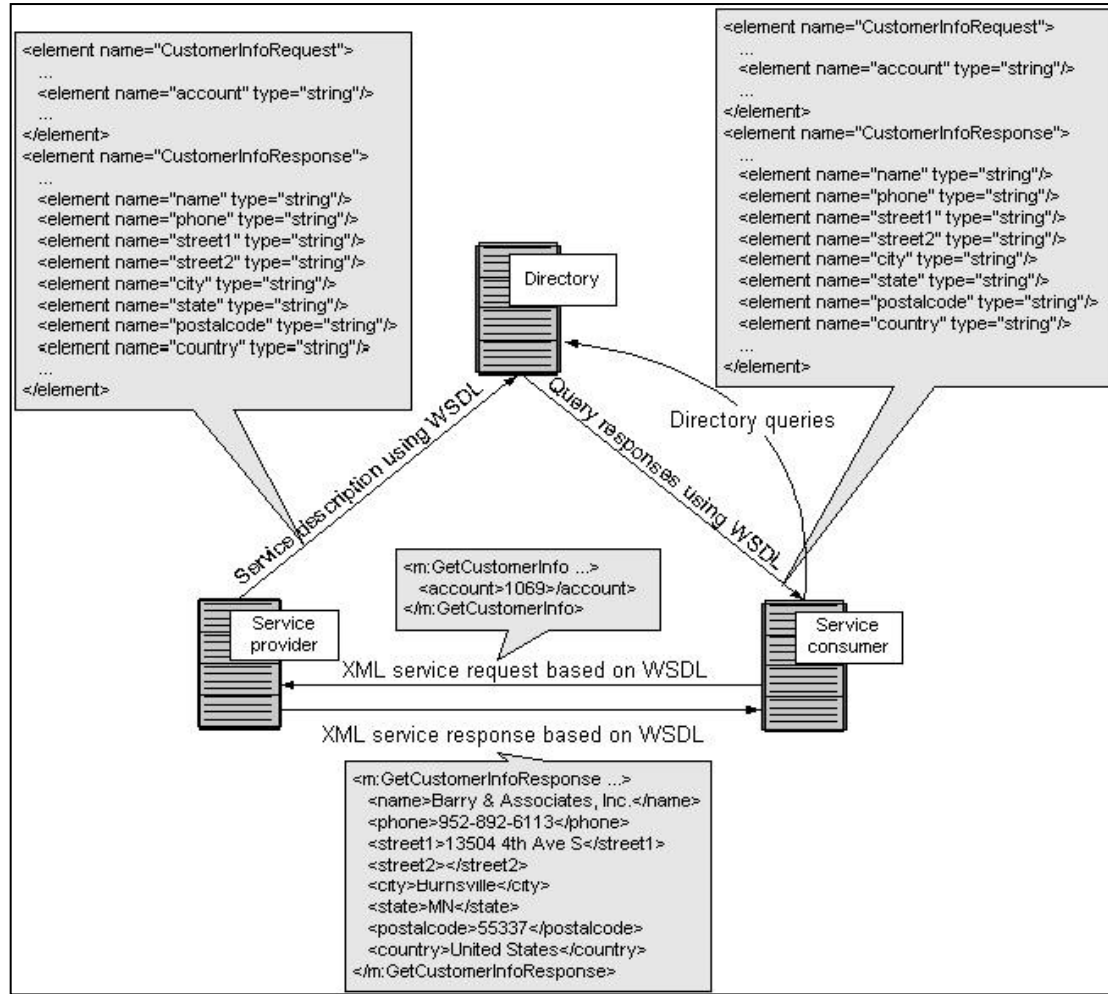 <element name="CustomerInfoRequest">
...
<element name="account" type="string"/>
...
</element>
<element name="CustomerInfoResponse">
...
<element name="name" type="string"/>
<element name="phone" type="string"/>
<element name="street1" type="string"/>
<element name="street2" type="string"/>
<element name="city" type="string"/>
<element name="state" type="string"/>
<element name="postalcode" type="string"/>
<element name="country" type="string"/>
...
</element>
<element name="CustomerInfoRequest">
...
<element name="account" type="string"/>
...
</element>
<element name="CustomerInfoResponse">
...
<element name="name" type="string"/>
<element name="phone" type="string"/>
<element name="street1" type="string"/>
<element name="street2" type="string"/>
<element name="city" type="string"/>
<element name="state" type="string"/>
<element name="postalcode" type="string"/>
<element name="country" type="string"/>
...
</element>
Directory
Service description using WSDL
Query responses using WSDL
Directory queries
<m:GetCustomerInfo ...>
<account>1069>/account>
</m:GetCustomerInfo>
Service
provider
Service
consumer
XML service request based on WSDL
XML service response based on WSDL
<m:GetCustomerInfoResponse ...>
<name>Barry & Associates, Inc.</name>
<phone>952-892-6113</phone>
<street1>13504 4th Ave S</street1>
<street2></street2>
<city>Burnsville</city>
<state>MN</state>
<postalcode>55337</postalcode>
<country>United States</country>
</m:GetCustomerInfoResponse>